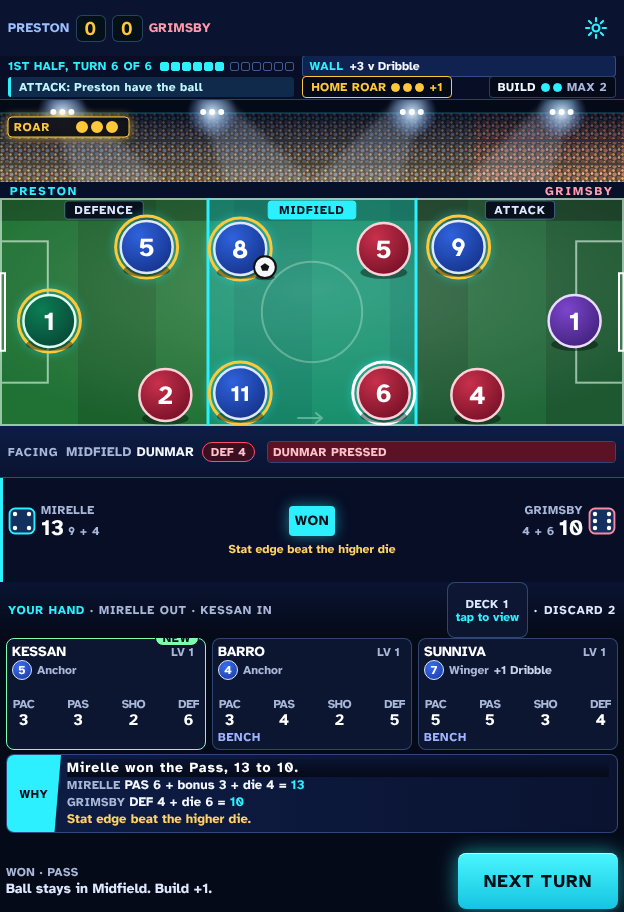 PRESTON 0 0 GRIMSBY
1ST HALF, TURN 6 OF 6
WALL +3 v Dribble
ATTACK: Preston have the ball
HOME ROAR +1
BUILD MAX 2
ROAR
PRESTON GRIMSBY
DEFENCE MIDFIELD ATTACK
5 8 5 9
1 1
2 11 6 4
FACING MIDFIELD DUNMAR DEF 4 DUNMAR PRESSED
MIRELLE
13 9 + 4
WON
GRIMSBY
4 + 6 10
Stat edge beat the higher die
YOUR HAND · MIRELLE OUT · KESSAN IN
DECK 1
tap to view
· DISCARD 2
NEW
KESSAN LV 1
5 Anchor
PAC PAS SHO DEF
3 3 2 6
BARRO LV 1
4 Anchor
PAC PAS SHO DEF
3 4 2 5
BENCH
SUNNIVA LV 1
7 Winger +1 Dribble
PAC PAS SHO DEF
5 5 3 4
BENCH
WHY
Mirelle won the Pass, 13 to 10.
MIRELLE PAS 6 + bonus 3 + die 4 = 13
GRIMSBY DEF 4 + die 6 = 10
Stat edge beat the higher die.
WON · PASS
Ball stays in Midfield. Build +1.
NEXT TURN